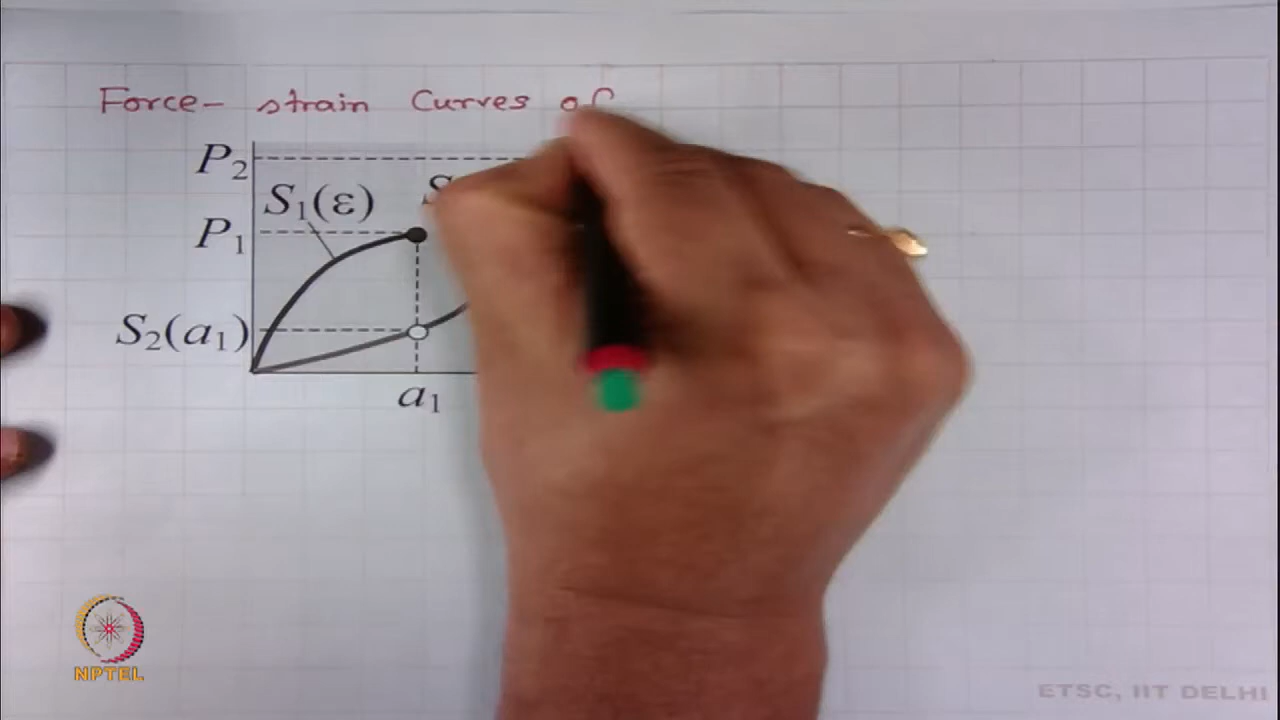 Force- strain Curves of
P2
S1(ε)
S
P1
S2(a1)
a1
NPTEL
ETSC, IIT DELHI